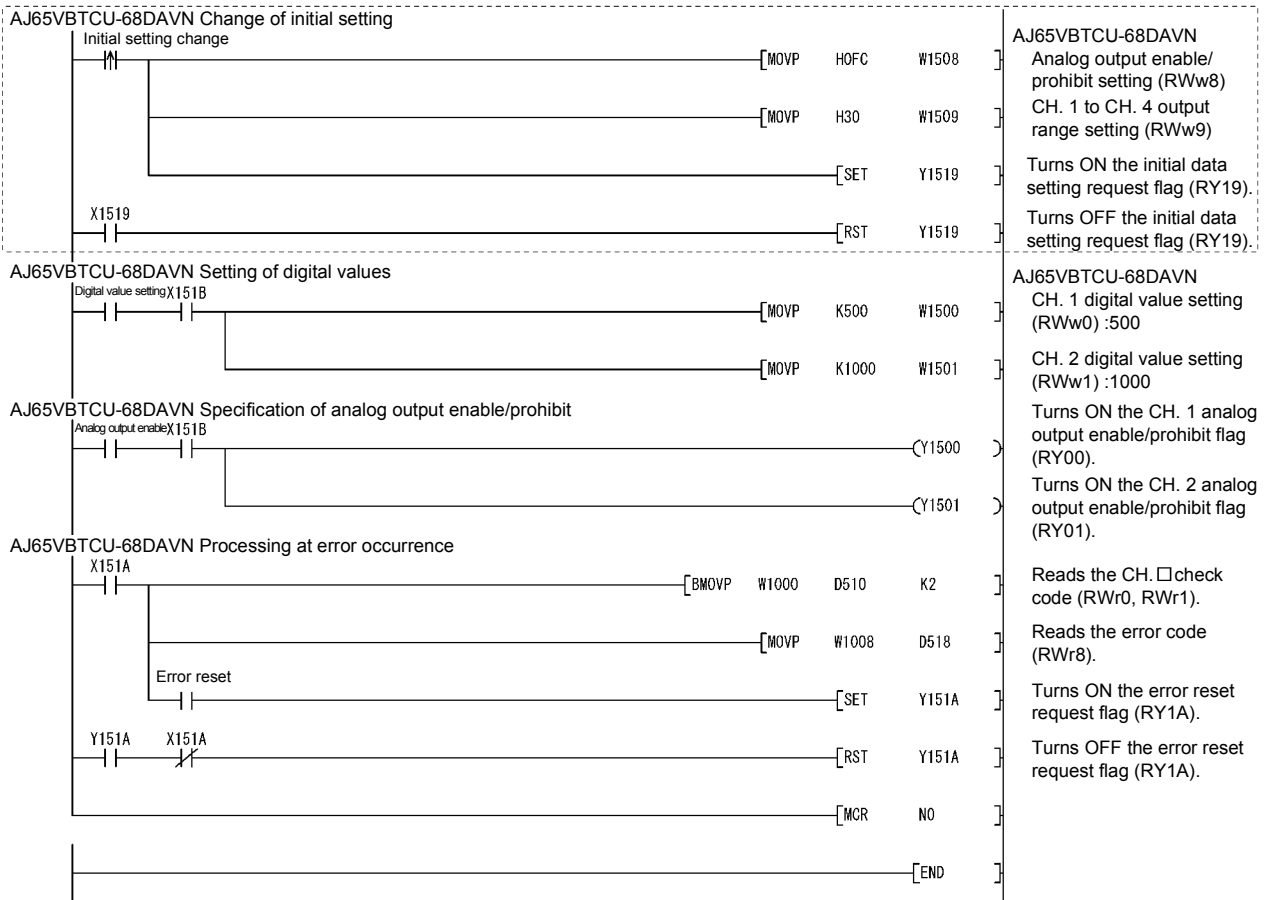 AJ65VBTCU-68DAVN Change of initial setting
Initial setting change
[MOVP H0FC W1508 ]
AJ65VBTCU-68DAVN
Analog output enable/
prohibit setting (RWw8)
[MOVP H30 W1509 ]
CH. 1 to CH. 4 output
range setting (RWw9)
[SET Y1519 ]
Turns ON the initial data
setting request flag (RY19).
X1519
[RST Y1519 ]
Turns OFF the initial data
setting request flag (RY19).
AJ65VBTCU-68DAVN Setting of digital values
Digital value setting X151B
[MOVP K500 W1500 ]
AJ65VBTCU-68DAVN
CH. 1 digital value setting
(RWw0) :500
[MOVP K1000 W1501 ]
CH. 2 digital value setting
(RWw1) :1000
AJ65VBTCU-68DAVN Specification of analog output enable/prohibit
Analog output enable X151B
(Y1500 )
Turns ON the CH. 1 analog
output enable/prohibit flag
(RY00).
(Y1501 )
Turns ON the CH. 2 analog
output enable/prohibit flag
(RY01).
AJ65VBTCU-68DAVN Processing at error occurrence
X151A
[BMOVP W1000 D510 K2 ]
Reads the CH.□check
code (RWr0, RWr1).
[MOVP W1008 D518 ]
Reads the error code
(RWr8).
Error reset
[SET Y151A ]
Turns ON the error reset
request flag (RY1A).
Y151A X151A
[RST Y151A ]
Turns OFF the error reset
request flag (RY1A).
[MCR N0 ]
[END ]